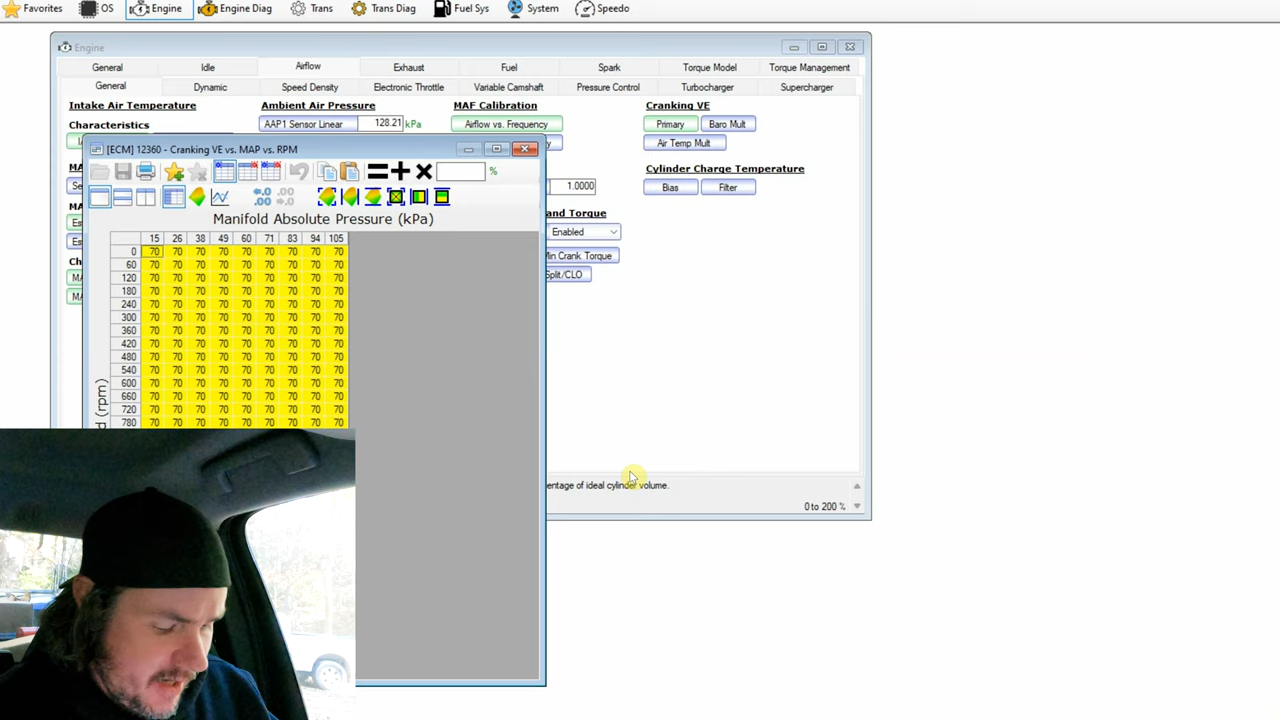 Favorites OS Engine Engine Diag Trans Trans Diag Fuel Sys System Speedo
Engine
General Idle Airflow Exhaust Fuel Spark Torque Model Torque Management
General Dynamic Speed Density Electronic Throttle Variable Camshaft Pressure Control Turbocharger Supercharger
Intake Air Temperature Ambient Air Pressure MAF Calibration Cranking VE
Characteristics AAP1 Sensor Linear 128.21 kPa Airflow vs. Frequency Primary Baro Mult
Air Temp Mult
[ECM] 12360 - Cranking VE vs. MAP vs. RPM
Cylinder Charge Temperature
%
1.0000 Bias Filter
and Torque
Manifold Absolute Pressure (kPa)
Enabled
15 26 38 49 60 71 83 94 105
0 70 70 70 70 70 70 70 70 70
Min Crank Torque
60 70 70 70 70 70 70 70 70 70
Split/CLO
120 70 70 70 70 70 70 70 70 70
180 70 70 70 70 70 70 70 70 70
240 70 70 70 70 70 70 70 70 70
300 70 70 70 70 70 70 70 70 70
360 70 70 70 70 70 70 70 70 70
420 70 70 70 70 70 70 70 70 70
480 70 70 70 70 70 70 70 70 70
540 70 70 70 70 70 70 70 70 70
600 70 70 70 70 70 70 70 70 70
660 70 70 70 70 70 70 70 70 70
720 70 70 70 70 70 70 70 70 70
780 70 70 70 70 70 70 70 70 70
(rpm)
entage of ideal cylinder volume.
0 to 200 %